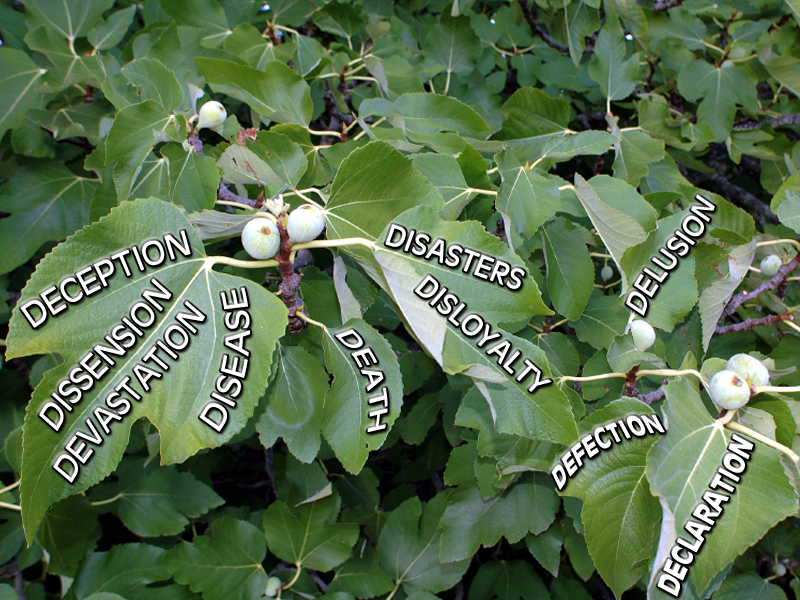 DECEPTION
DISSENSION
DEVASTATION
DISEASE
DEATH
DISASTERS
DISLOYALTY
DELUSION
DEFECTION
DECLARATION